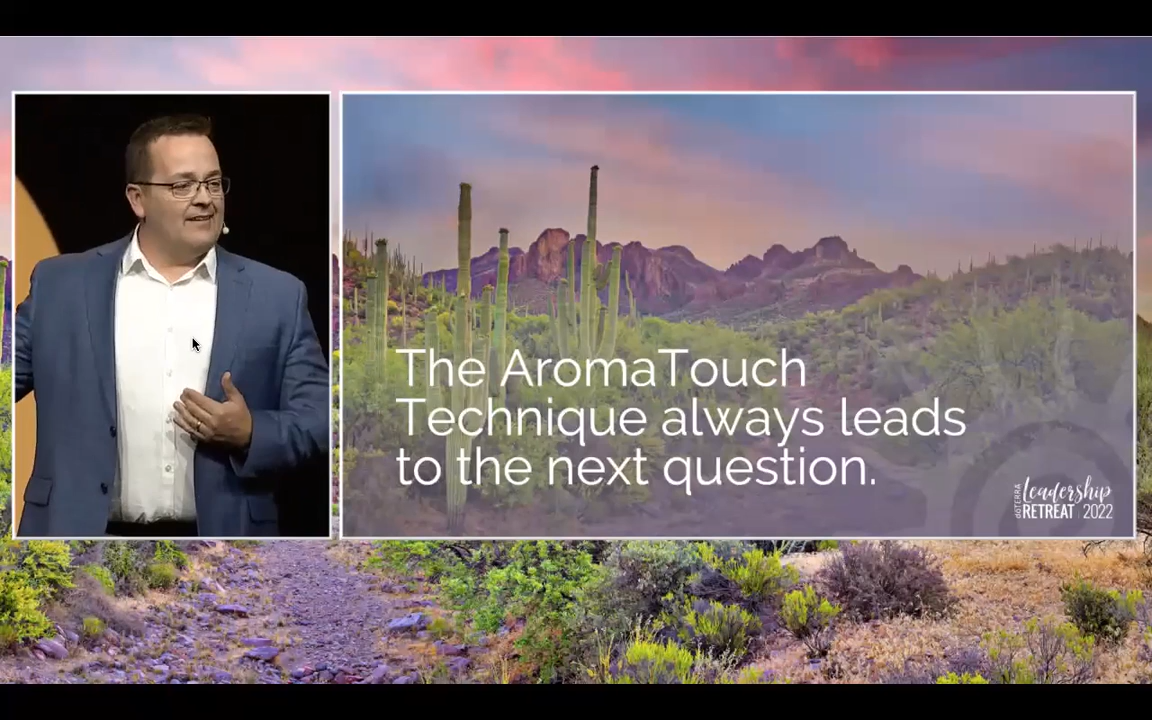 The AromaTouch
Technique always leads
to the next question.
dōTERRA
Leadership
RETREAT 2022